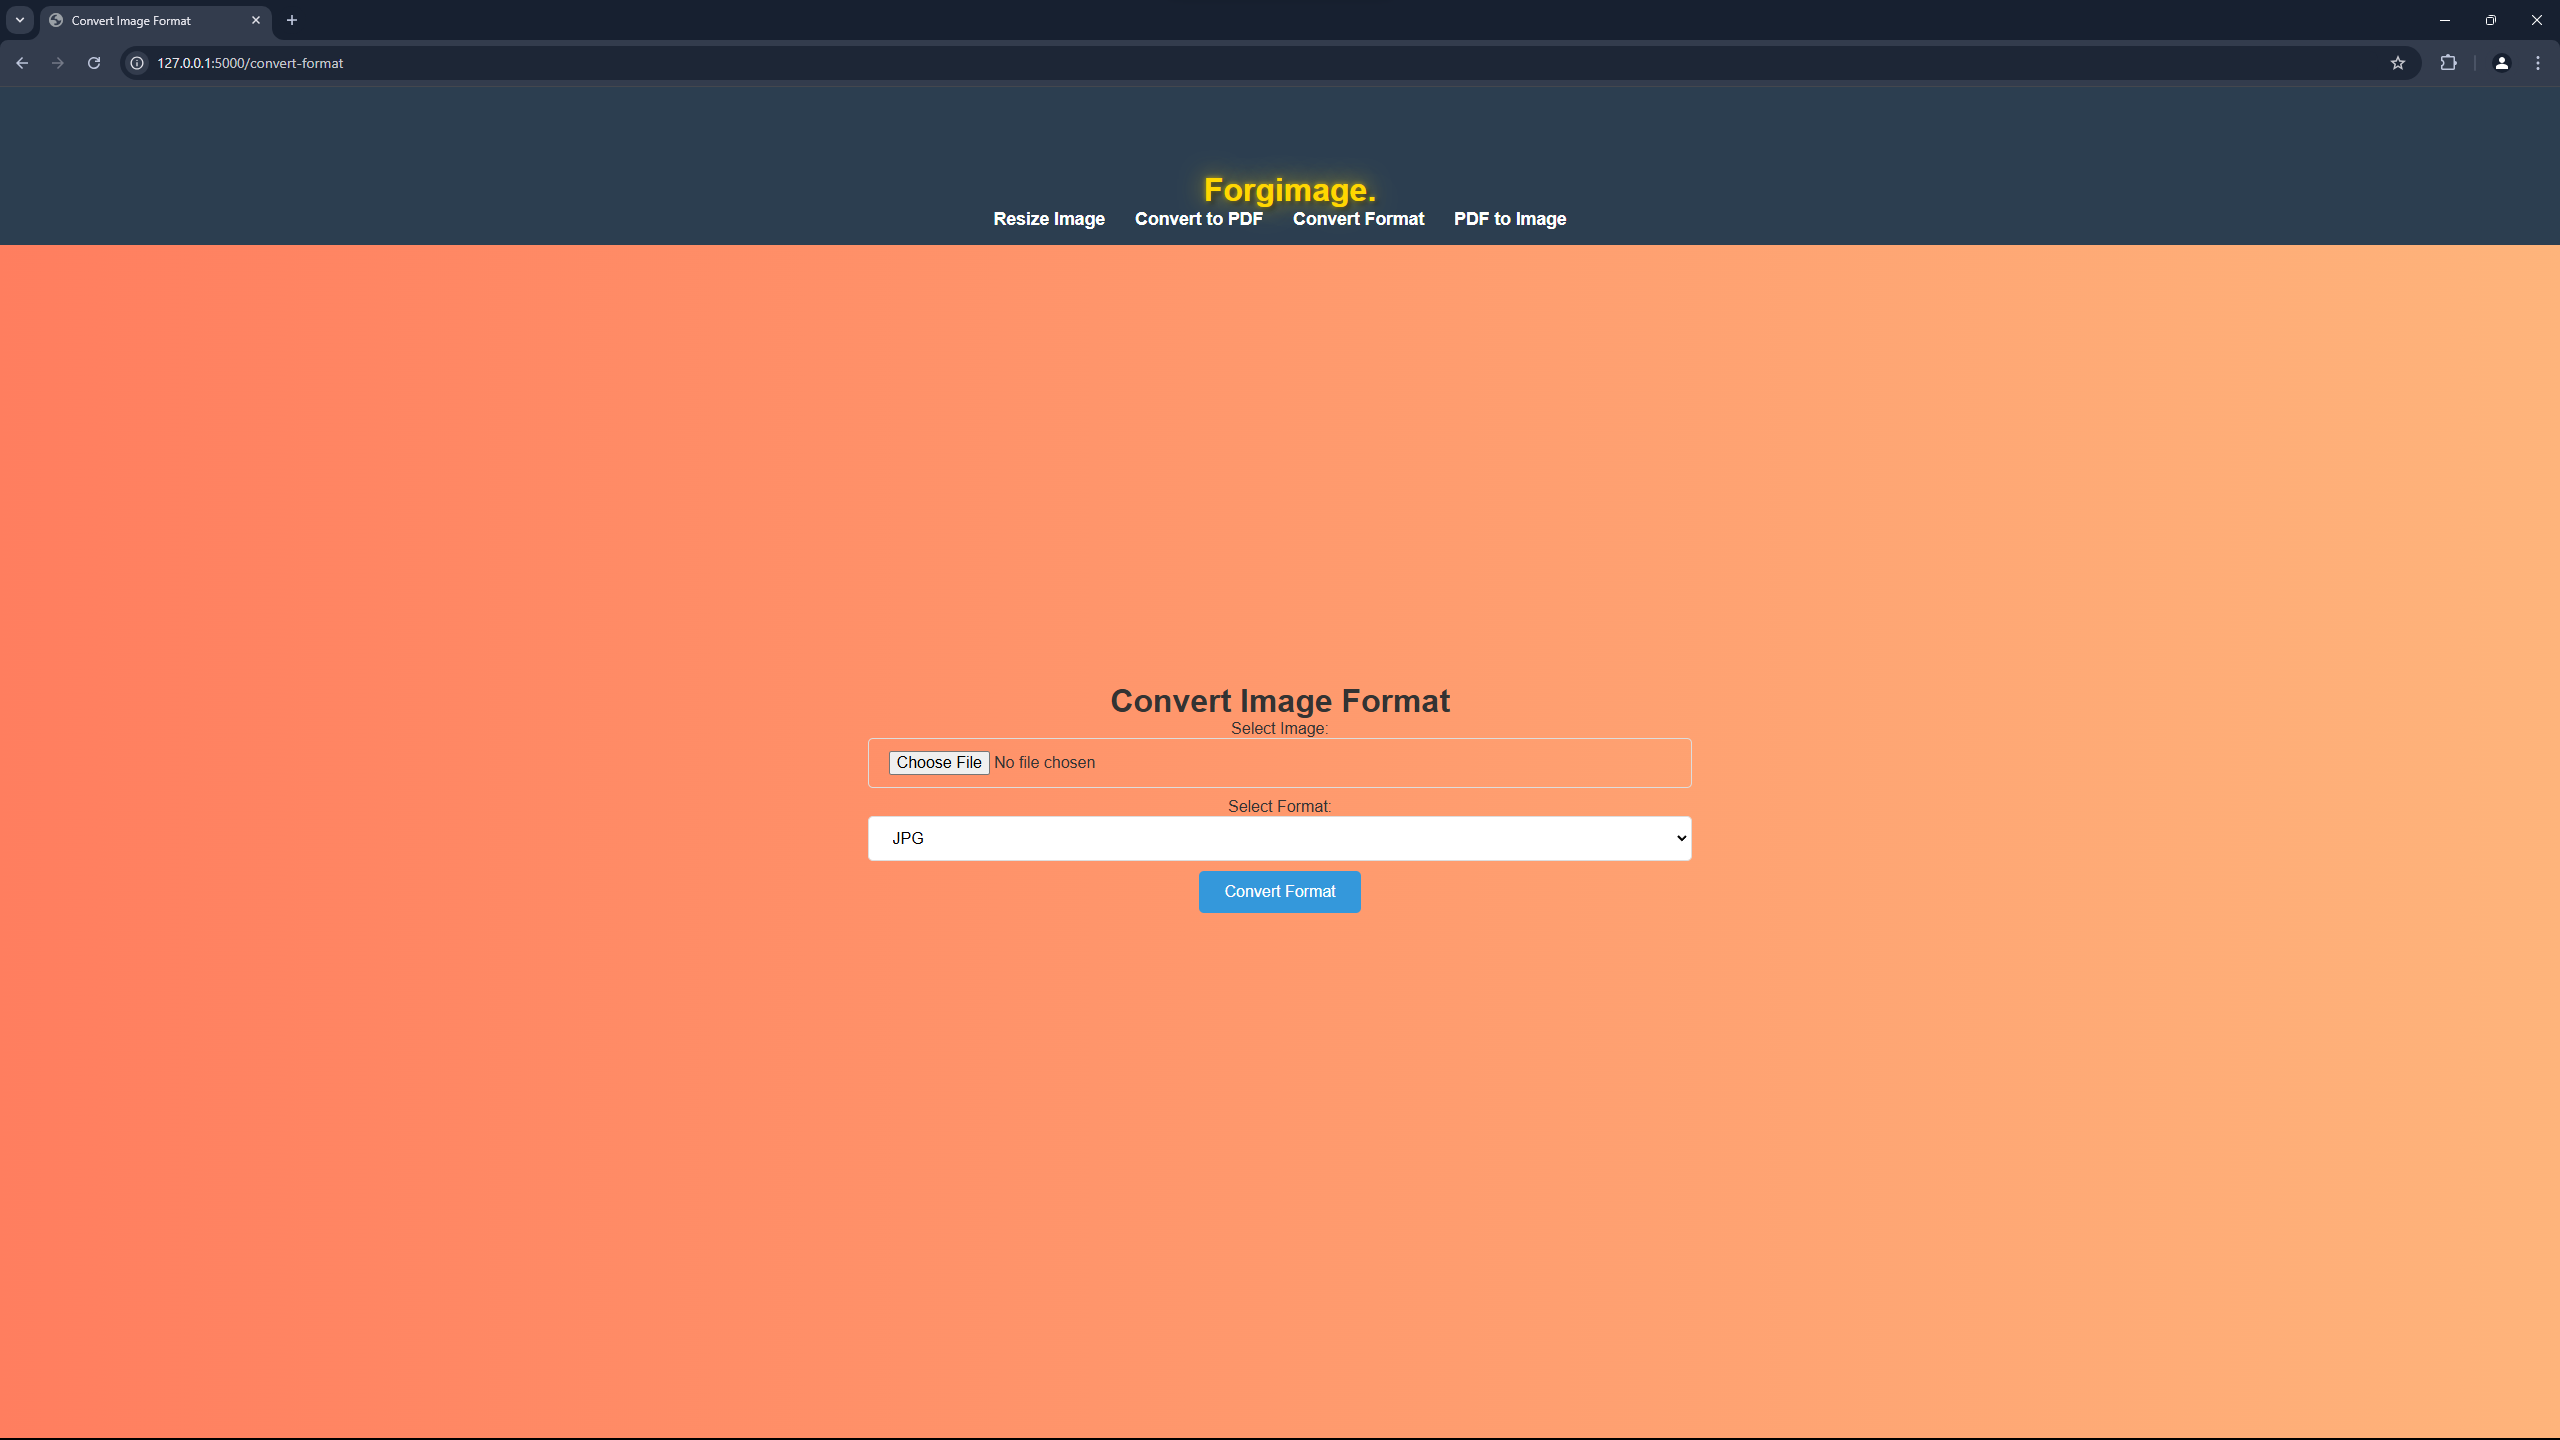 Convert Image Format
127.0.0.1:5000/convert-format
Forgimage.
Resize Image Convert to PDF Convert Format PDF to Image
Convert Image Format
Select Image:
Choose File No file chosen
Select Format:
JPG
Convert Format